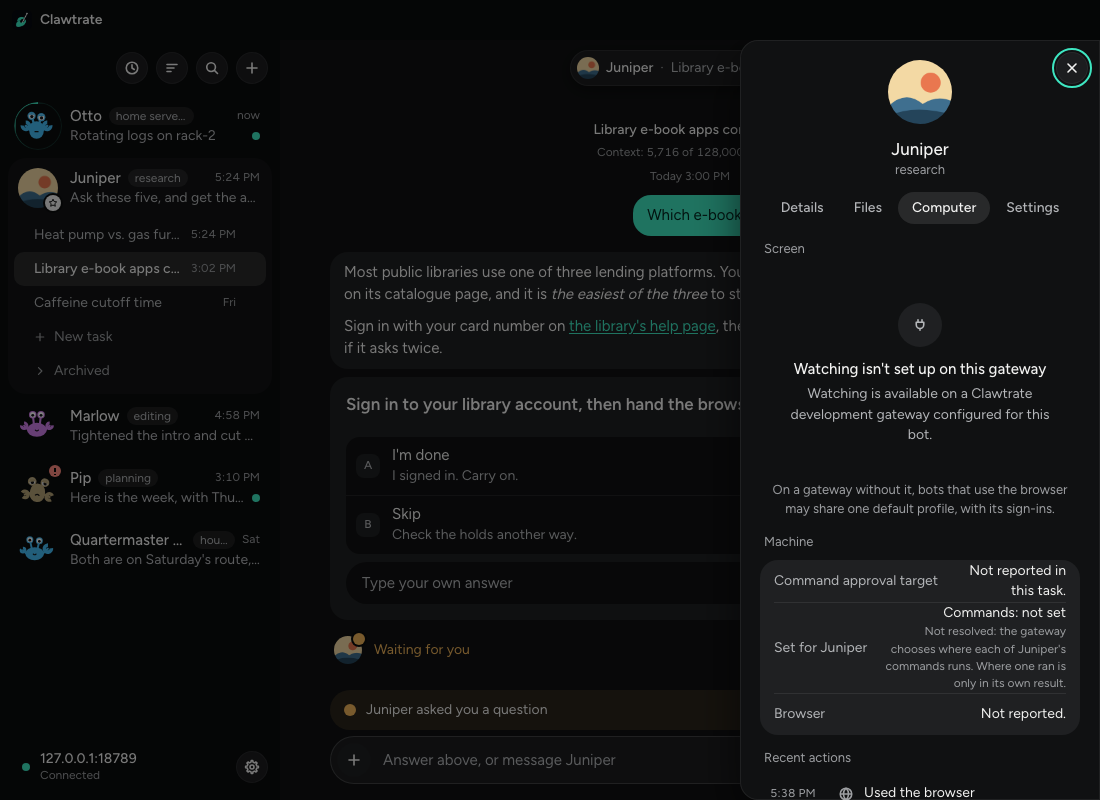 Clawtrate
Otto home serve... now
Rotating logs on rack-2
Juniper research 5:24 PM
Ask these five, and get the a...
Heat pump vs. gas fur... 5:24 PM
Library e-book apps c... 3:02 PM
Caffeine cutoff time Fri
+ New task
Archived
Marlow editing 4:58 PM
Tightened the intro and cut ...
Pip planning 3:10 PM
Here is the week, with Thu...
Quartermaster ... hou... Sat
Both are on Saturday's route,...
127.0.0.1:18789
Connected
Juniper · Library e-b
Library e-book apps co
Context: 5,716 of 128,000
Today 3:00 PM
Which e-book
Most public libraries use one of three lending platforms. You
on its catalogue page, and it is the easiest of the three to st
Sign in with your card number on the library's help page, the
if it asks twice.
Sign in to your library account, then hand the brows
A I'm done
I signed in. Carry on.
B Skip
Check the holds another way.
Type your own answer
Waiting for you
Juniper asked you a question
Answer above, or message Juniper
Juniper
research
Details Files Computer Settings
Screen
Watching isn't set up on this gateway
Watching is available on a Clawtrate
development gateway configured for this
bot.
On a gateway without it, bots that use the browser
may share one default profile, with its sign-ins.
Machine
Command approval target Not reported in
this task.
Set for Juniper Commands: not set
Not resolved: the gateway
chooses where each of Juniper's
commands runs. Where one ran is
only in its own result.
Browser Not reported.
Recent actions
5:38 PM Used the browser